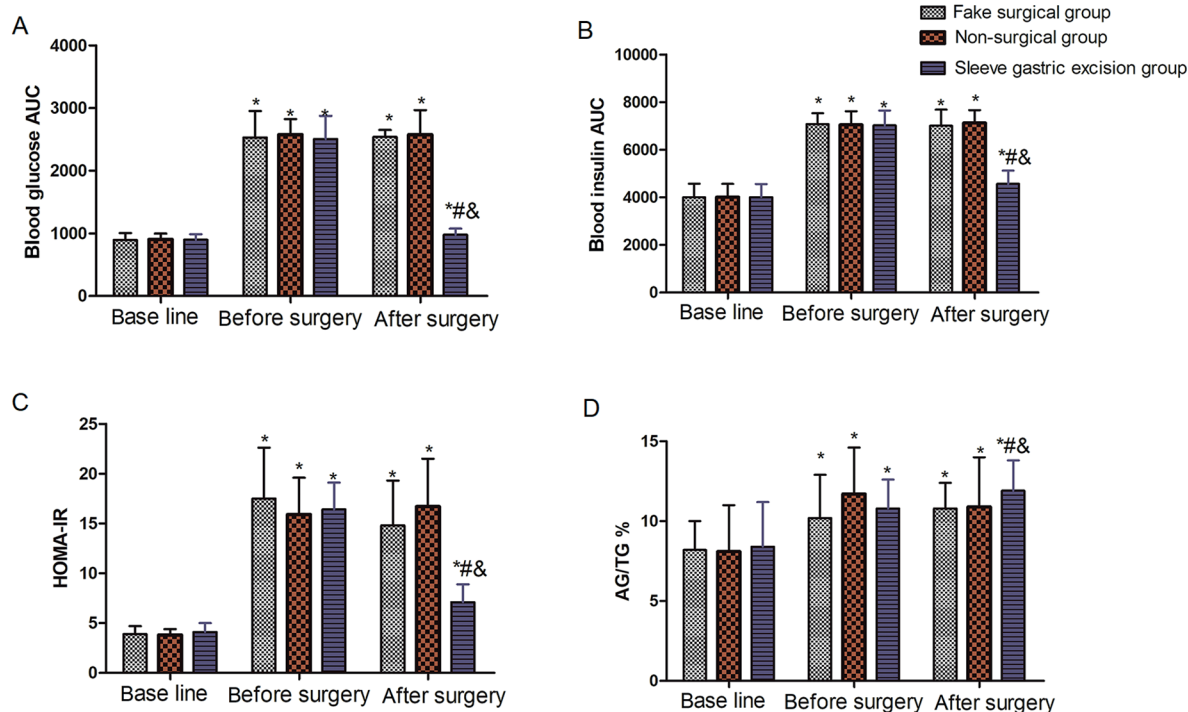 A
Blood glucose AUC
4000
3000
2000
1000
0
* * * * * *#&
Base line Before surgery After surgery
B
Fake surgical group
Non-surgical group
Sleeve gastric excision group
Blood insulin AUC
10000
8000
6000
4000
2000
0
* * * * * *#&
Base line Before surgery After surgery
C
HOMA-IR
25
20
15
10
5
0
* * * * * *#&
Base line Before surgery After surgery
D
AG/TG %
15
10
5
0
* * * * * *#&
Base line Before surgery After surgery